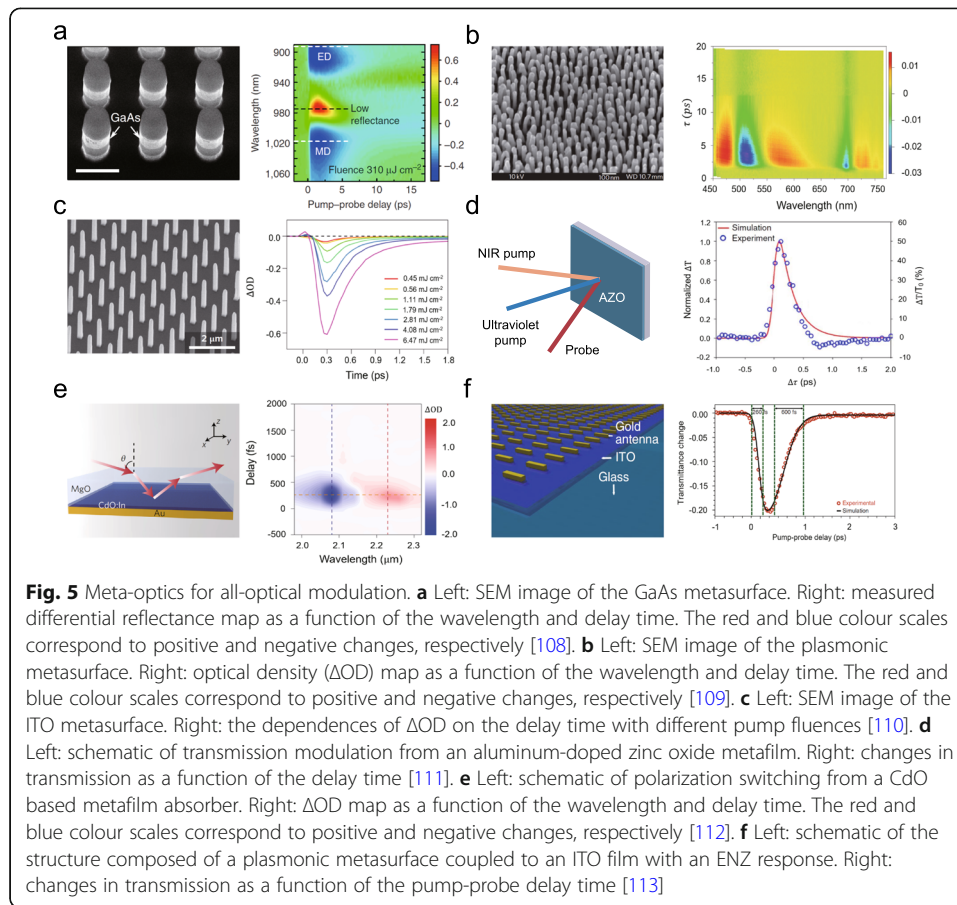 a
GaAs
Wavelength (nm)
900
940
980
1,020
1,060
ED
Low
reflectance
MD
Fluence 310 μJ cm⁻²
0 5 10 15
Pump–probe delay (ps)
0.6
0.4
0.2
0
−0.2
−0.4
b
10 kV 100nm WD 10.7mm
τ (ps)
20
15
10
5
0
450 500 550 600 650 700 750
Wavelength (nm)
0.01
0
-0.01
-0.02
-0.03
c
2 μm
ΔOD
0.0
-0.2
-0.4
-0.6
0.45 mJ cm⁻²
0.56 mJ cm⁻²
1.11 mJ cm⁻²
1.79 mJ cm⁻²
2.81 mJ cm⁻²
4.08 mJ cm⁻²
6.47 mJ cm⁻²
0.0 0.3 0.6 0.9 1.2 1.5 1.8
Time (ps)
d
NIR pump
AZO
Ultraviolet
pump
Probe
Simulation
Experiment
Normalized ΔT
1.2
1.0
0.8
0.6
0.4
0.2
0.0
-1.0 -0.5 0.0 0.5 1.0 1.5 2.0
Δτ (ps)
60
50
40
30
20
10
0
-10
ΔT/T₀ (%)
e
z
x
y
θ
MgO
CdO:In
Au
Delay (fs)
2000
1500
1000
500
0
-500
2.0 2.1 2.2 2.3
Wavelength (μm)
ΔOD
2.0
1.0
0.0
-1.0
-2.0
f
Gold
antenna
ITO
Glass
Transmittance change
0.00
-0.05
-0.10
-0.15
-0.20
800 fs
Experimental
Simulation
-1 0 1 2 3
Pump-probe delay (ps)
Fig. 5 Meta-optics for all-optical modulation. a Left: SEM image of the GaAs metasurface. Right: measured
differential reflectance map as a function of the wavelength and delay time. The red and blue colour scales
correspond to positive and negative changes, respectively [108]. b Left: SEM image of the plasmonic
metasurface. Right: optical density (ΔOD) map as a function of the wavelength and delay time. The red and
blue colour scales correspond to positive and negative changes, respectively [109]. c Left: SEM image of the
ITO metasurface. Right: the dependences of ΔOD on the delay time with different pump fluences [110]. d
Left: schematic of transmission modulation from an aluminum-doped zinc oxide metafilm. Right: changes in
transmission as a function of the delay time [111]. e Left: schematic of polarization switching from a CdO
based metafilm absorber. Right: ΔOD map as a function of the wavelength and delay time. The red and
blue colour scales correspond to positive and negative changes, respectively [112]. f Left: schematic of the
structure composed of a plasmonic metasurface coupled to an ITO film with an ENZ response. Right:
changes in transmission as a function of the pump-probe delay time [113]